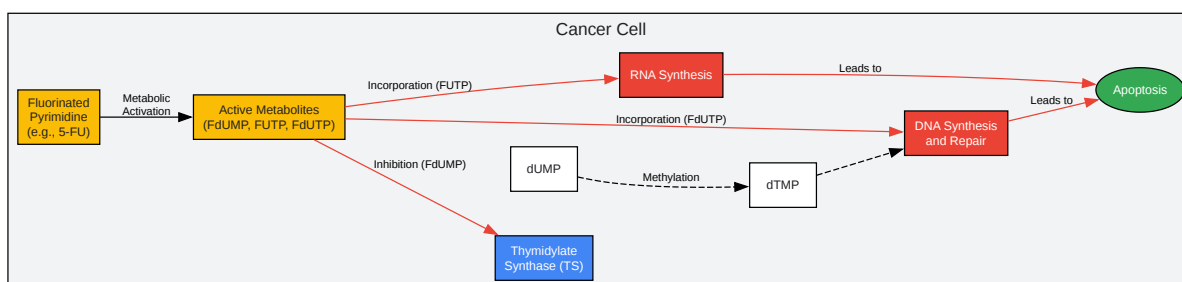 Cancer Cell
Fluorinated
Pyrimidine
(e.g., 5-FU)
Metabolic
Activation
Active Metabolites
(FdUMP, FUTP, FdUTP)
Incorporation (FUTP)
RNA Synthesis
Leads to
Apoptosis
Incorporation (FdUTP)
DNA Synthesis
and Repair
Leads to
Inhibition (FdUMP)
dUMP
Methylation
dTMP
Thymidylate
Synthase (TS)